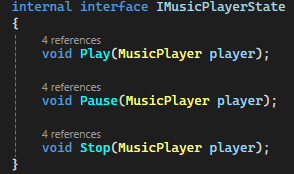 internal interface IMusicPlayerState
{
4 references
void Play(MusicPlayer player);
4 references
void Pause(MusicPlayer player);
4 references
void Stop(MusicPlayer player);
}